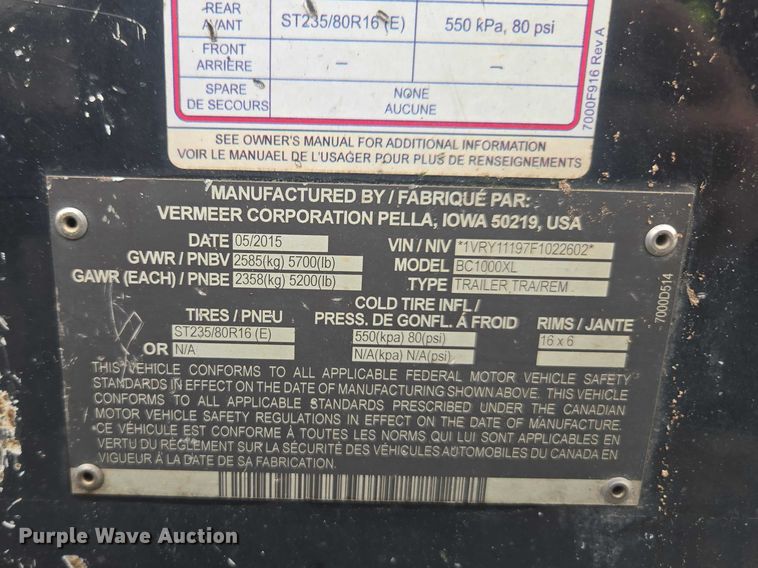 REAR
AVANT
ST235/80R16 (E)
550 kPa, 80 psi
FRONT
ARRIÈRE
–
–
SPARE
DE SECOURS
NONE
AUCUNE
7000F916 Rev A
SEE OWNER'S MANUAL FOR ADDITIONAL INFORMATION
VOIR LE MANUAEL DE L'USAGER POUR PLUS DE RENSEIGNEMENTS
MANUFACTURED BY / FABRIQUÉ PAR:
VERMEER CORPORATION PELLA, IOWA 50219, USA
DATE 05/2015
VIN / NIV *1VRY11197F1022602*
GVWR / PNBV 2585(kg) 5700(lb)
MODEL BC1000XL
GAWR (EACH) / PNBE 2358(kg) 5200(lb)
TYPE TRAILER,TRA/REM
7000D514
TIRES / PNEU
COLD TIRE INFL./
PRESS. DE GONFL. À FROID
RIMS / JANTE
ST235/80R16 (E)
550(kpa) 80(psi)
16 x 6
OR N/A
N/A(kpa) N/A(psi)
THIS VEHICLE CONFORMS TO ALL APPLICABLE FEDERAL MOTOR VEHICLE SAFETY
STANDARDS IN EFFECT ON THE DATE OF MANUFACTURING SHOWN ABOVE. THIS VEHICLE
CONFORMS TO ALL APPLICABLE STANDARDS PRESCRIBED UNDER THE CANADIAN
MOTOR VEHICLE SAFETY REGULATIONS IN EFFECT ON THE DATE OF MANUFACTURE.
CE VÉHICULE EST CONFORME À TOUTES LES NORMS QUI LUI SONT APPLICABLES EN
VERTU DU RÈGLEMENT SUR LA SÉCURITÉ DES VÉHICULES AUTOMOBILES DU CANADA EN
VIGUEUR À LA DATE DE SA FABRICATION.
Purple Wave Auction